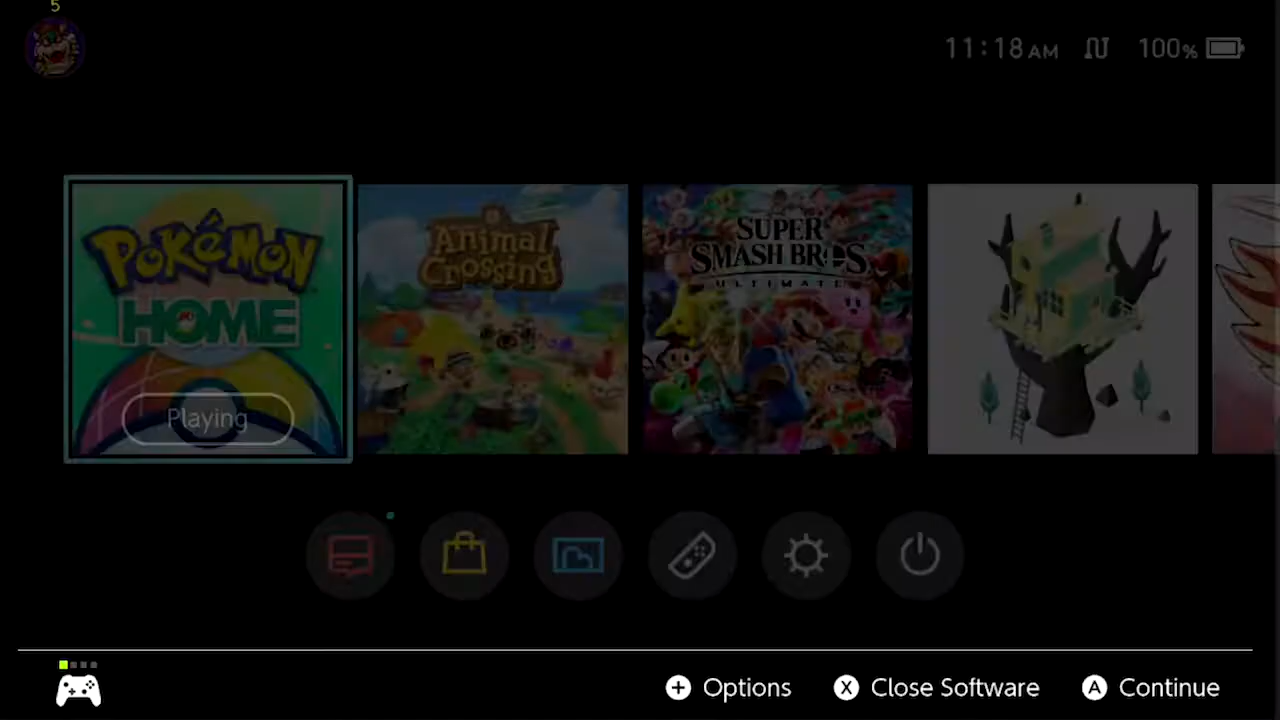 5
11:18 AM 100%
Pokémon
HOME
Playing
Animal
Crossing
SUPER
SMASH BROS.
ULTIMATE
+ Options X Close Software A Continue